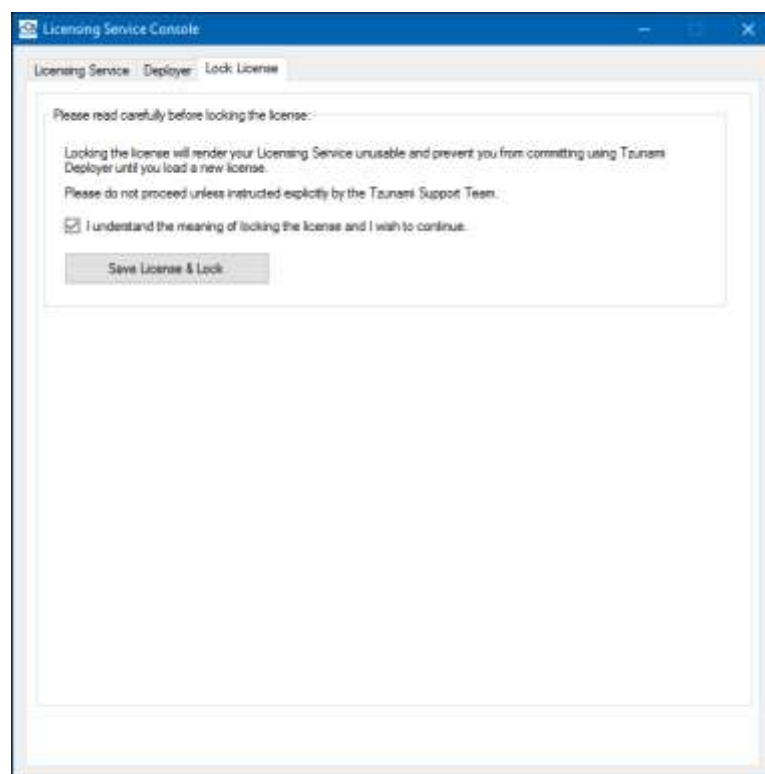 Licensing Service Console
Licensing Service Deployer Lock License
Please read carefully before locking the license:
Locking the license will render your Licensing Service unusable and prevent you from committing using Tzunami
Deployer until you load a new license.
Please do not proceed unless instructed explicitly by the Tzunami Support Team.
I understand the meaning of locking the license and I wish to continue.
Save License & Lock